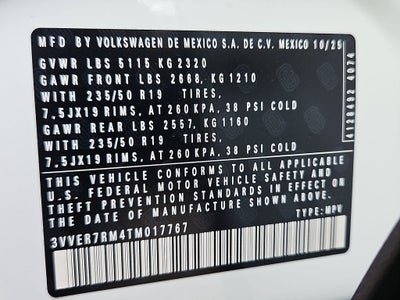 MFD BY VOLKSWAGEN DE MEXICO S.A. DE C.V. MEXICO 10/25
GVWR LBS 5115 KG 2320
GAWR FRONT LBS 2668, KG 1210
WITH 235/50 R19 TIRES,
7.5JX19 RIMS, AT 260 KPA, 38 PSI COLD
GAWR REAR LBS 2557, KG 1160
WITH 235/50 R19 TIRES,
7.5JX19 RIMS, AT 260 KPA, 38 PSI COLD
THIS VEHICLE CONFORMS TO ALL APPLICABLE
U.S. FEDERAL MOTOR VEHICLE SAFETY AND
THEFT PREVENTION STANDARDS IN EFFECT ON
THE DATE OF MANUFACTURE SHOWN ABOVE.
3VVER7RM4TM017767 TYPE: MPV
4128492 4074